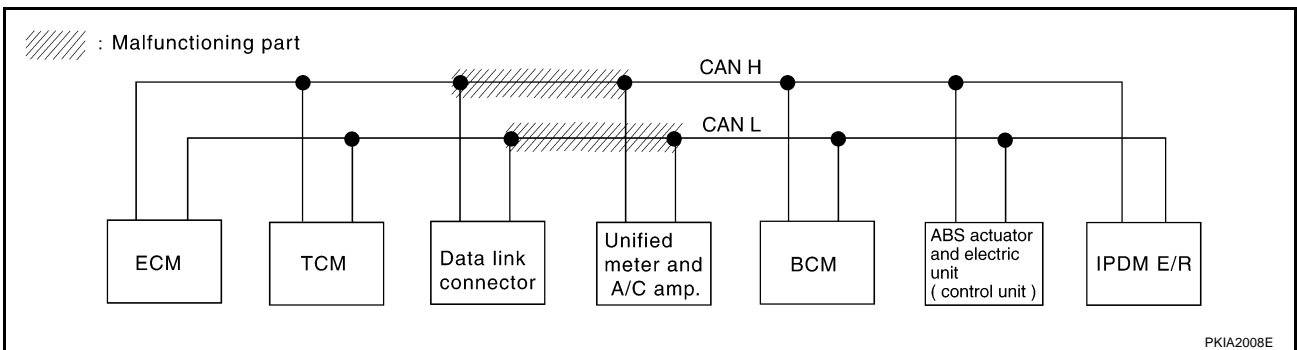 : Malfunctioning part
CAN H
CAN L
ECM
TCM
Data link
connector
Unified
meter and
A/C amp.
BCM
ABS actuator
and electric
unit
( control unit )
IPDM E/R
PKIA2008E